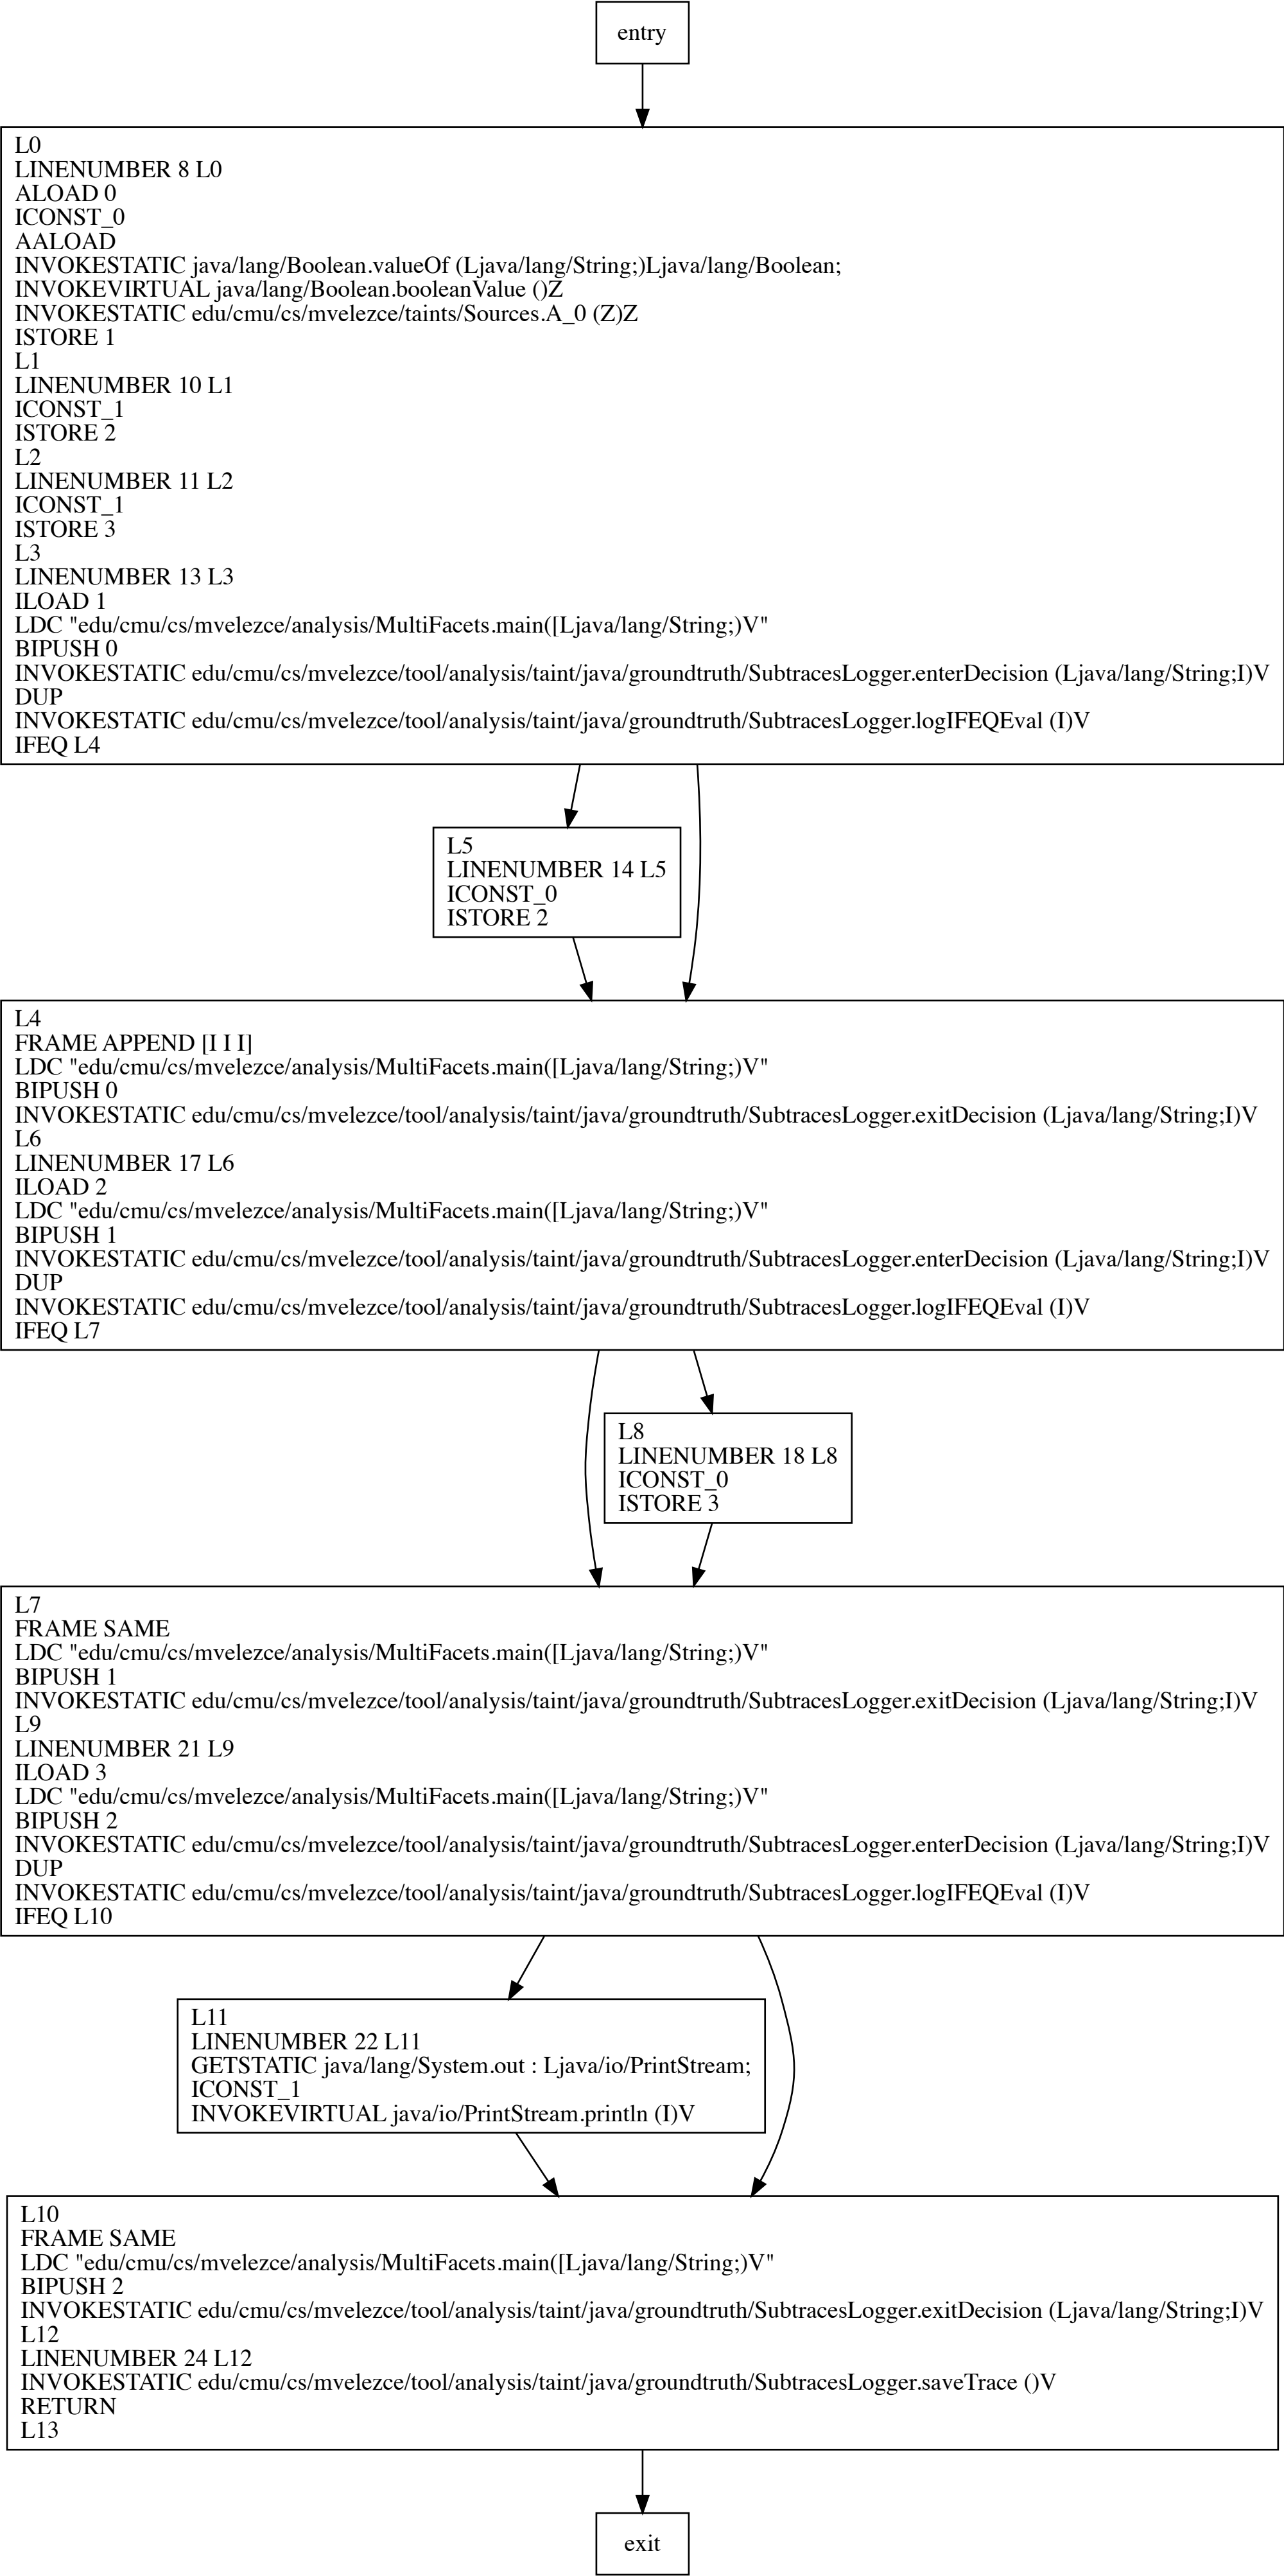 entry
L0
LINENUMBER 8 L0
ALOAD 0
ICONST_0
AALOAD
INVOKESTATIC java/lang/Boolean.valueOf (Ljava/lang/String;)Ljava/lang/Boolean;
INVOKEVIRTUAL java/lang/Boolean.booleanValue ()Z
INVOKESTATIC edu/cmu/cs/mvelezce/taints/Sources.A_0 (Z)Z
ISTORE 1
L1
LINENUMBER 10 L1
ICONST_1
ISTORE 2
L2
LINENUMBER 11 L2
ICONST_1
ISTORE 3
L3
LINENUMBER 13 L3
ILOAD 1
LDC "edu/cmu/cs/mvelezce/analysis/MultiFacets.main([Ljava/lang/String;)V"
BIPUSH 0
INVOKESTATIC edu/cmu/cs/mvelezce/tool/analysis/taint/java/groundtruth/SubtracesLogger.enterDecision (Ljava/lang/String;I)V
DUP
INVOKESTATIC edu/cmu/cs/mvelezce/tool/analysis/taint/java/groundtruth/SubtracesLogger.logIFEQEval (I)V
IFEQ L4
L5
LINENUMBER 14 L5
ICONST_0
ISTORE 2
L4
FRAME APPEND [I I I]
LDC "edu/cmu/cs/mvelezce/analysis/MultiFacets.main([Ljava/lang/String;)V"
BIPUSH 0
INVOKESTATIC edu/cmu/cs/mvelezce/tool/analysis/taint/java/groundtruth/SubtracesLogger.exitDecision (Ljava/lang/String;I)V
L6
LINENUMBER 17 L6
ILOAD 2
LDC "edu/cmu/cs/mvelezce/analysis/MultiFacets.main([Ljava/lang/String;)V"
BIPUSH 1
INVOKESTATIC edu/cmu/cs/mvelezce/tool/analysis/taint/java/groundtruth/SubtracesLogger.enterDecision (Ljava/lang/String;I)V
DUP
INVOKESTATIC edu/cmu/cs/mvelezce/tool/analysis/taint/java/groundtruth/SubtracesLogger.logIFEQEval (I)V
IFEQ L7
L8
LINENUMBER 18 L8
ICONST_0
ISTORE 3
L7
FRAME SAME
LDC "edu/cmu/cs/mvelezce/analysis/MultiFacets.main([Ljava/lang/String;)V"
BIPUSH 1
INVOKESTATIC edu/cmu/cs/mvelezce/tool/analysis/taint/java/groundtruth/SubtracesLogger.exitDecision (Ljava/lang/String;I)V
L9
LINENUMBER 21 L9
ILOAD 3
LDC "edu/cmu/cs/mvelezce/analysis/MultiFacets.main([Ljava/lang/String;)V"
BIPUSH 2
INVOKESTATIC edu/cmu/cs/mvelezce/tool/analysis/taint/java/groundtruth/SubtracesLogger.enterDecision (Ljava/lang/String;I)V
DUP
INVOKESTATIC edu/cmu/cs/mvelezce/tool/analysis/taint/java/groundtruth/SubtracesLogger.logIFEQEval (I)V
IFEQ L10
L11
LINENUMBER 22 L11
GETSTATIC java/lang/System.out : Ljava/io/PrintStream;
ICONST_1
INVOKEVIRTUAL java/io/PrintStream.println (I)V
L10
FRAME SAME
LDC "edu/cmu/cs/mvelezce/analysis/MultiFacets.main([Ljava/lang/String;)V"
BIPUSH 2
INVOKESTATIC edu/cmu/cs/mvelezce/tool/analysis/taint/java/groundtruth/SubtracesLogger.exitDecision (Ljava/lang/String;I)V
L12
LINENUMBER 24 L12
INVOKESTATIC edu/cmu/cs/mvelezce/tool/analysis/taint/java/groundtruth/SubtracesLogger.saveTrace ()V
RETURN
L13
exit